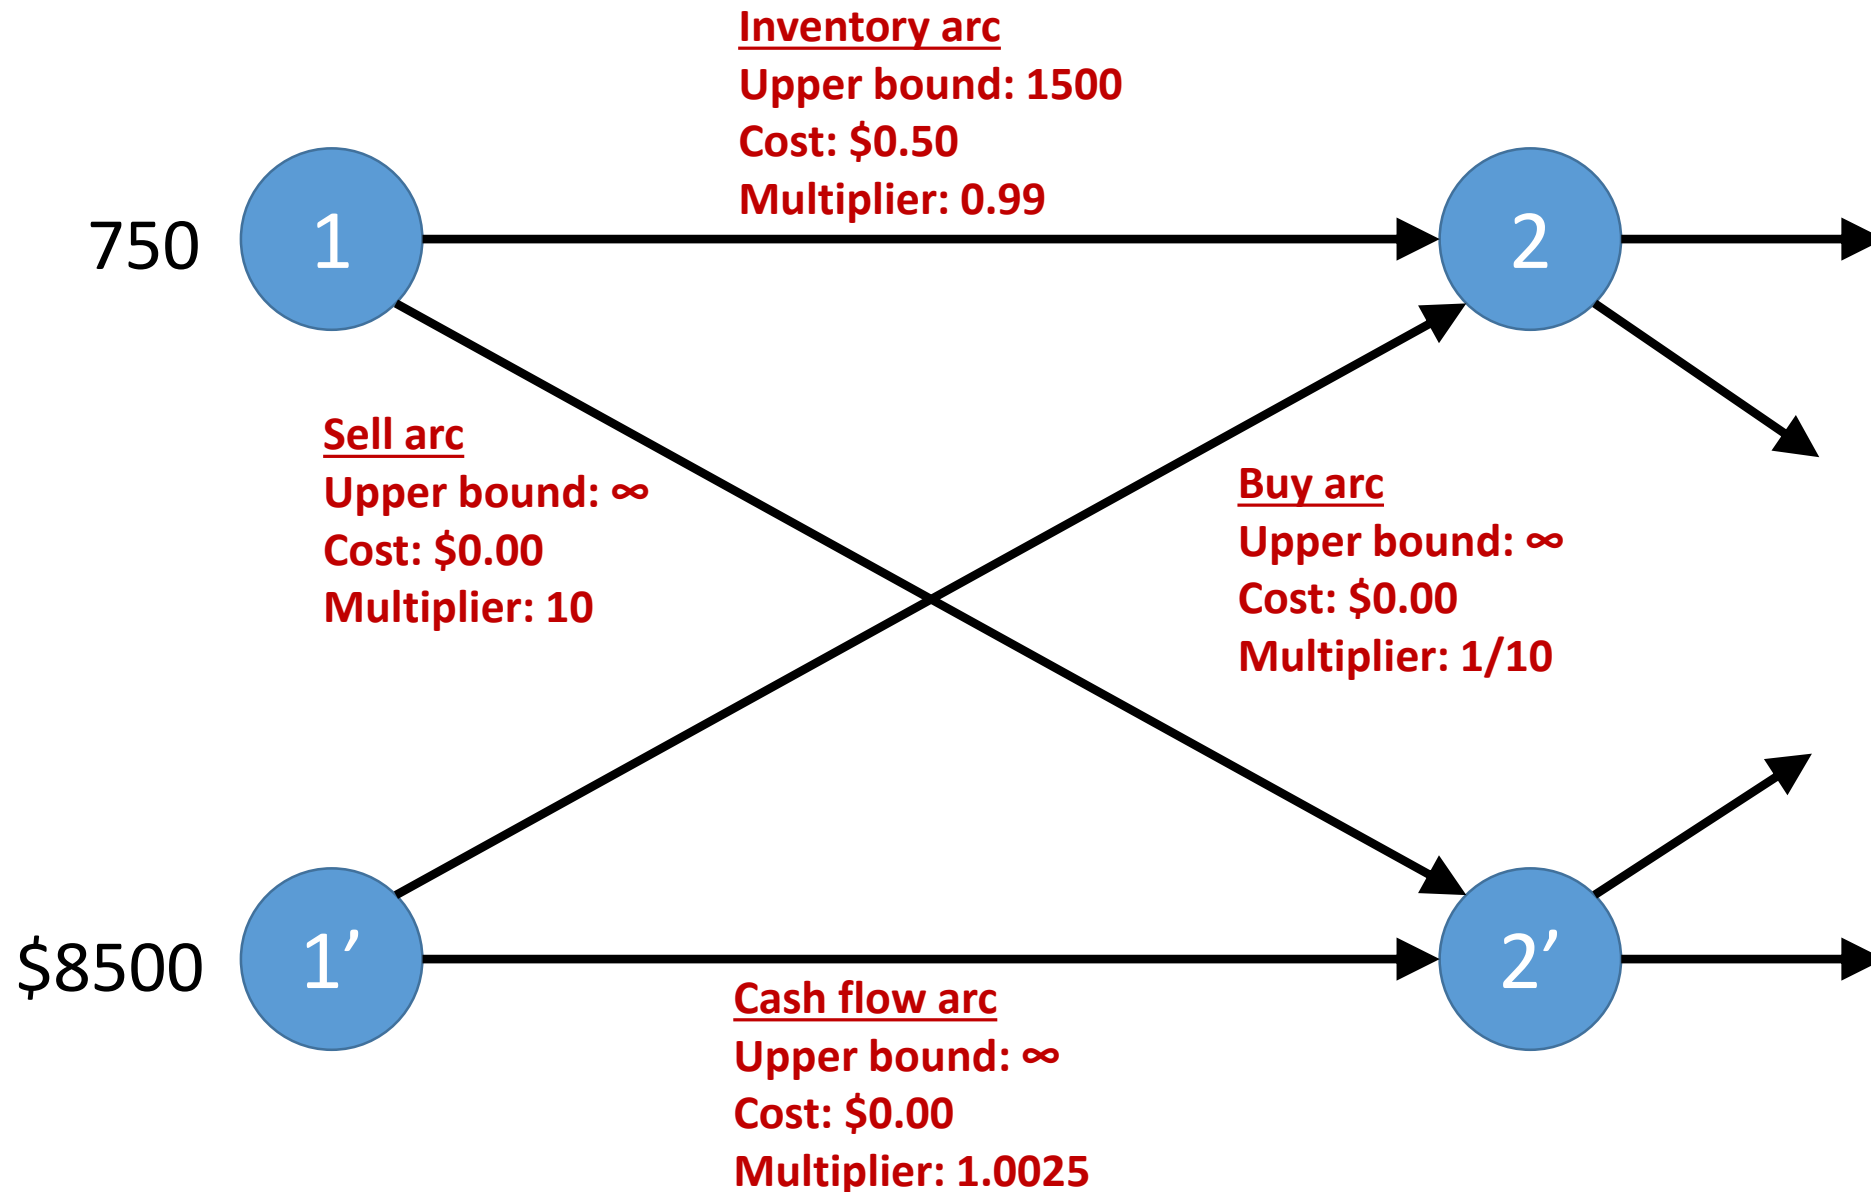 Inventory arc
Upper bound: 1500
Cost: $0.50
Multiplier: 0.99
750
1
2
Sell arc
Upper bound: ∞
Cost: $0.00
Multiplier: 10
Buy arc
Upper bound: ∞
Cost: $0.00
Multiplier: 1/10
$8500
1′
2′
Cash flow arc
Upper bound: ∞
Cost: $0.00
Multiplier: 1.0025